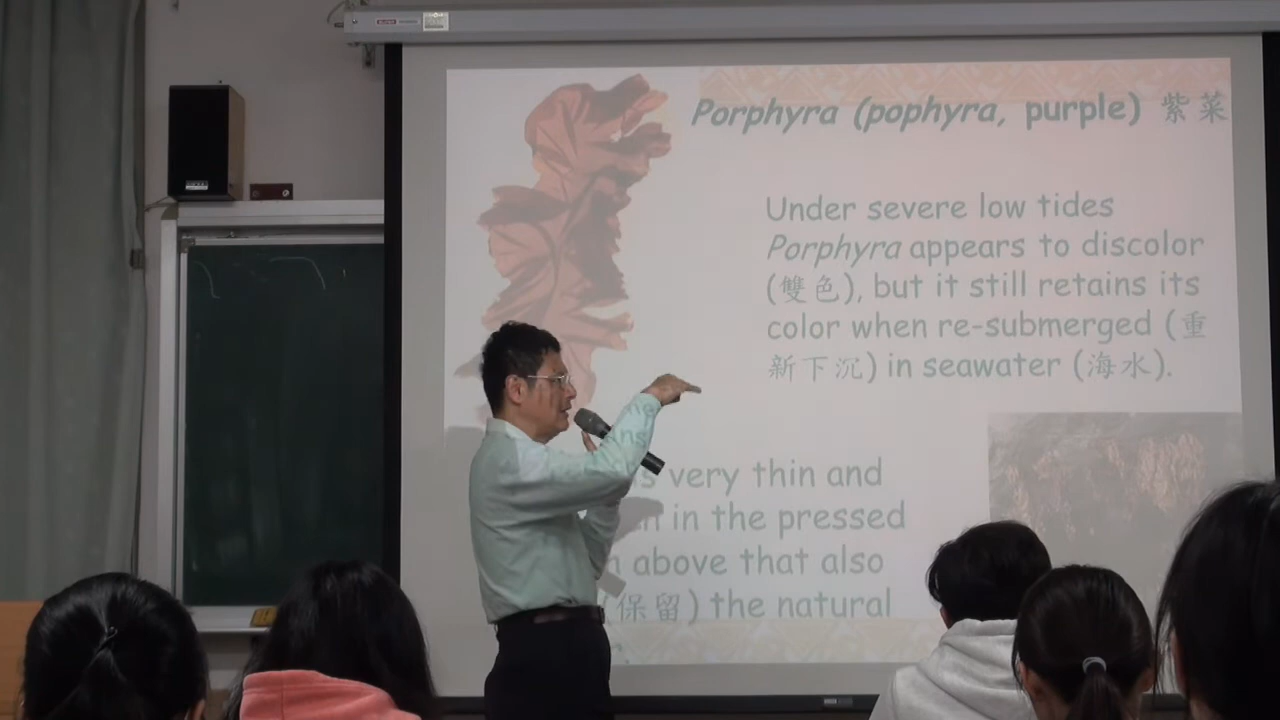 Porphyra (pophyra, purple) 紫菜
Under severe low tides
Porphyra appears to discolor
(雙色), but it still retains its
color when re-submerged (重
新下沉) in seawater (海水).
is very thin and
in the pressed
above that also
(保留) the natural